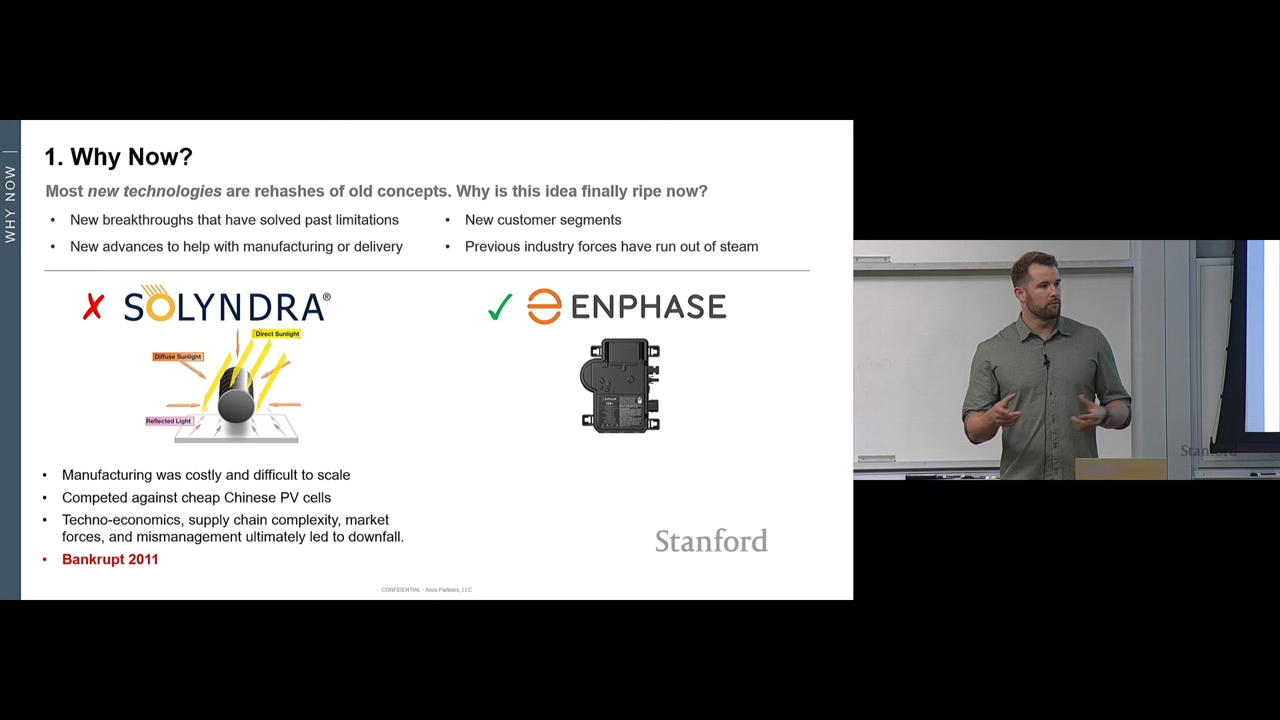 WHY NOW
1. Why Now?
Most new technologies are rehashes of old concepts. Why is this idea finally ripe now?
• New breakthroughs that have solved past limitations
• New advances to help with manufacturing or delivery
• New customer segments
• Previous industry forces have run out of steam
✗ SOLYNDRA®
Direct Sunlight
Diffuse Sunlight
Reflected Light
✓ ENPHASE
• Manufacturing was costly and difficult to scale
• Competed against cheap Chinese PV cells
• Techno-economics, supply chain complexity, market
forces, and mismanagement ultimately led to downfall.
• Bankrupt 2011
Stanford
CONFIDENTIAL - Anzu Partners, LLC
Stanford